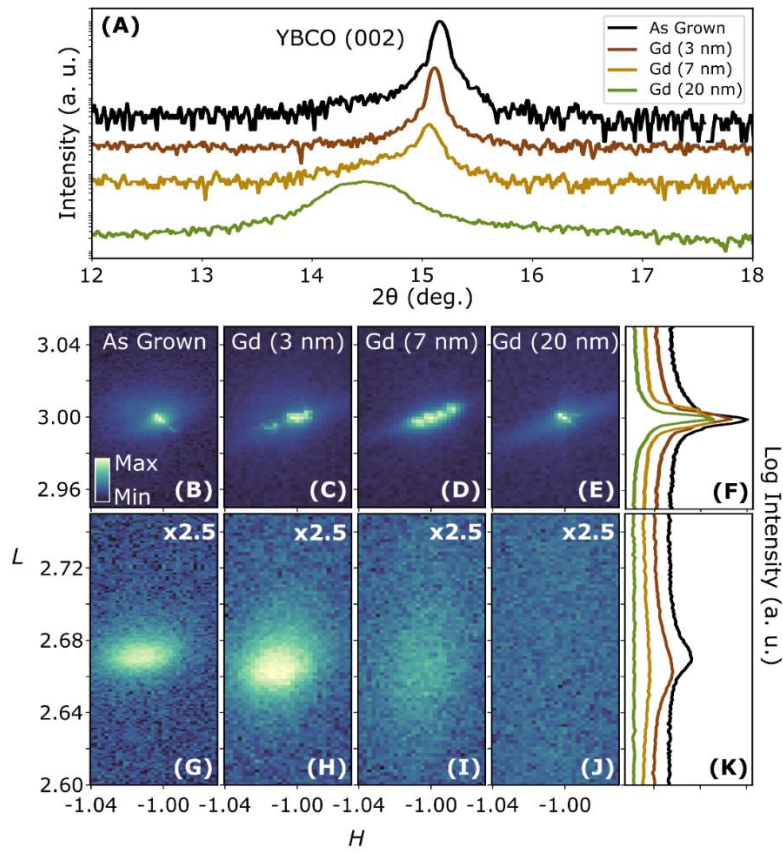 (A)
YBCO (002)
As Grown
Gd (3 nm)
Gd (7 nm)
Gd (20 nm)
Intensity (a. u.)
12 13 14 15 16 17 18
2θ (deg.)
As Grown Gd (3 nm) Gd (7 nm) Gd (20 nm)
3.04
3.00
2.96
Max
Min
(B) (C) (D) (E) (F)
x2.5 x2.5 x2.5 x2.5
L
2.72
2.68
2.64
2.60
(G) (H) (I) (J) (K)
Log Intensity (a. u.)
-1.04 -1.00 -1.04 -1.00 -1.04 -1.00 -1.04 -1.00
H